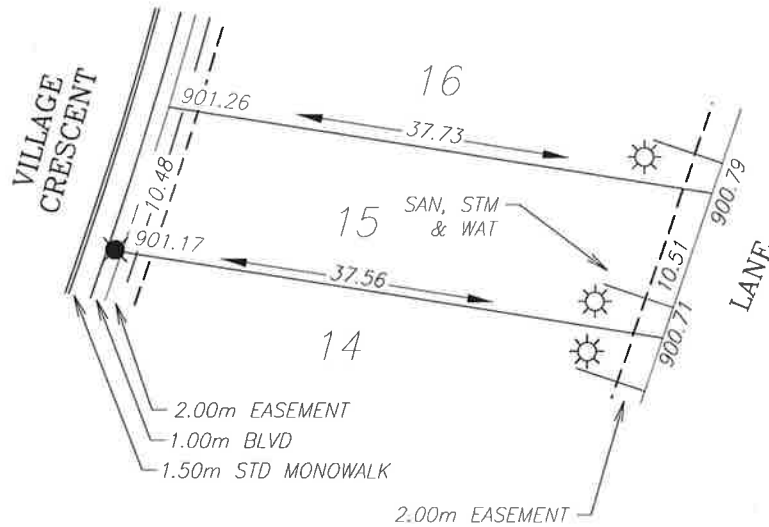 VILLAGE
CRESCENT
16
901.26
37.73
10.48
900.79
SAN, STM
& WAT
15
901.17
37.56
10.51
LANE
900.71
14
2.00m EASEMENT
1.00m BLVD
1.50m STD MONOWALK
2.00m EASEMENT